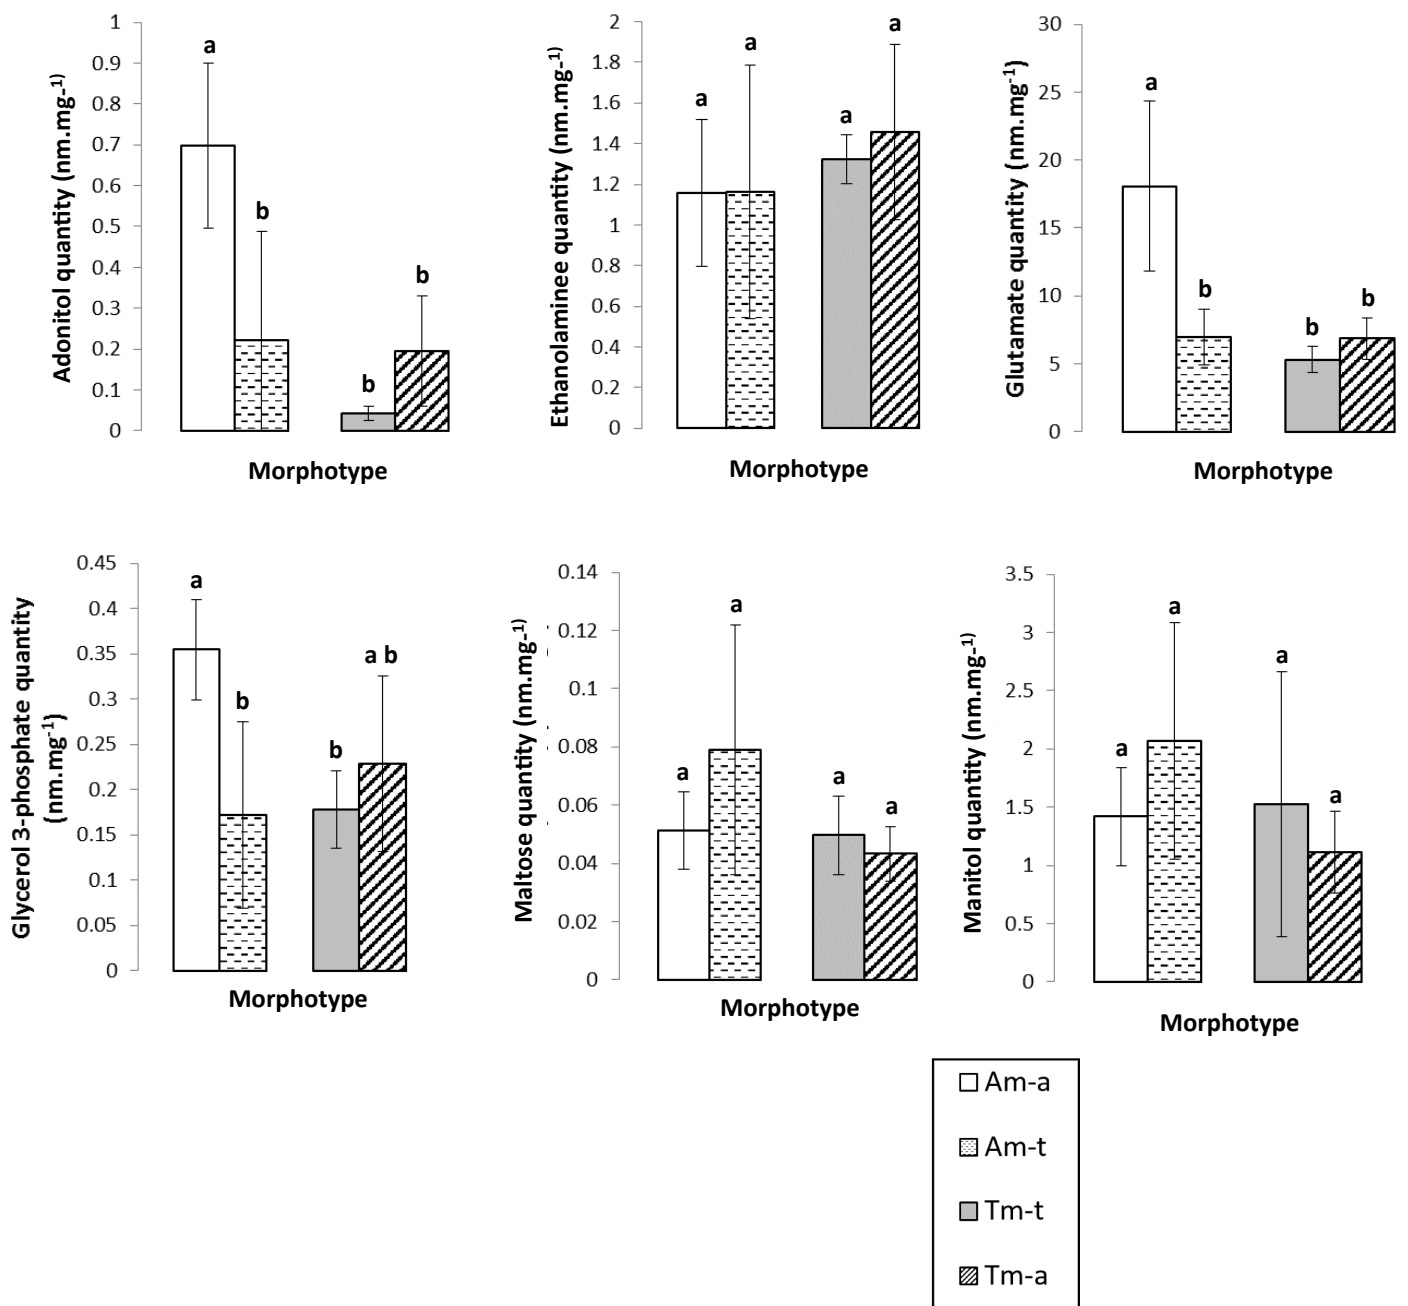 Adonitol quantity (nm.mg-1)
1
0.9
0.8
0.7
0.6
0.5
0.4
0.3
0.2
0.1
0
a
b
b
b
Morphotype
Ethanolaminee quantity (nm.mg-1)
2
1.8
1.6
1.4
1.2
1
0.8
0.6
0.4
0.2
0
a
a
a
a
Morphotype
Glutamate quantity (nm.mg-1)
30
25
20
15
10
5
0
a
b
b
b
Morphotype
Glycerol 3-phosphate quantity
(nm.mg-1)
0.45
0.4
0.35
0.3
0.25
0.2
0.15
0.1
0.05
0
a
b
b
a b
Morphotype
Maltose quantity (nm.mg-1)
0.14
0.12
0.1
0.08
0.06
0.04
0.02
0
a
a
a
a
Morphotype
Manitol quantity (nm.mg-1)
3.5
3
2.5
2
1.5
1
0.5
0
a
a
a
a
Morphotype
Am-a
Am-t
Tm-t
Tm-a